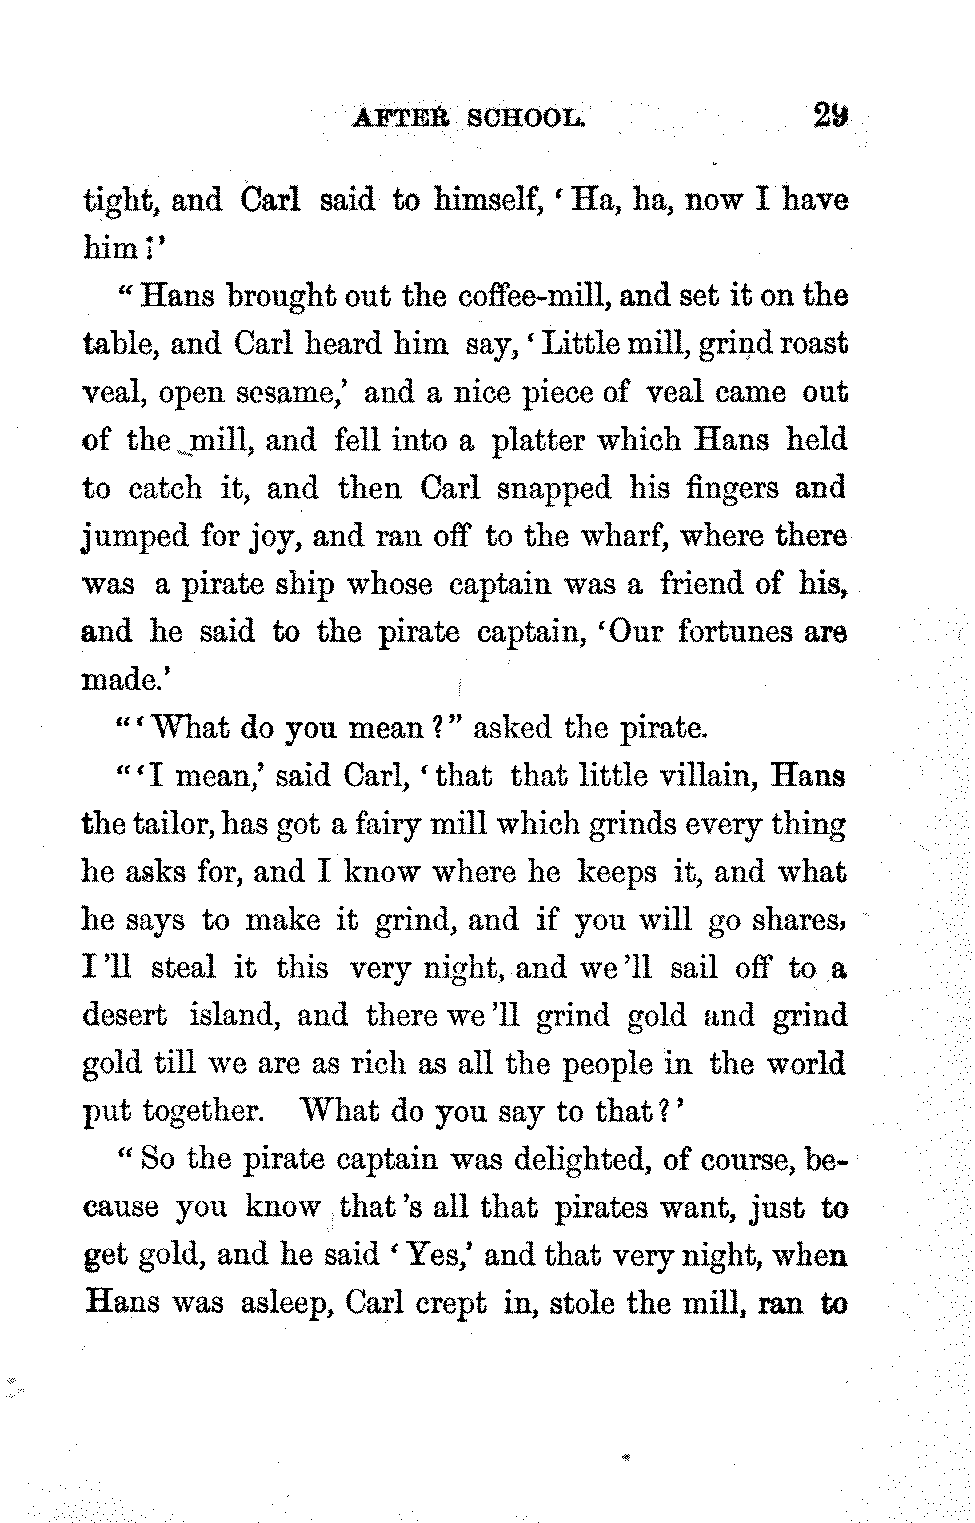 AFTER SCHOOL. 29
tight, and Carl said to himself, ‘Ha, ha, now I have
him!’
“Hans brought out the coffee-mill, and set it on the
table, and Carl heard him say, ‘Little mill, grind roast
veal, open sesame,’ and a nice piece of veal came out
of the mill, and fell into a platter which Hans held
to catch it, and then Carl snapped his fingers and
jumped for joy, and ran off to the wharf, where there
was a pirate ship whose captain was a friend of his,
and he said to the pirate captain, ‘Our fortunes are
made.’
“‘What do you mean?” asked the pirate.
“‘I mean,’ said Carl, ‘that that little villain, Hans
the tailor, has got a fairy mill which grinds every thing
he asks for, and I know where he keeps it, and what
he says to make it grind, and if you will go shares,
I’ll steal it this very night, and we’ll sail off to a
desert island, and there we’ll grind gold and grind
gold till we are as rich as all the people in the world
put together. What do you say to that?’
“So the pirate captain was delighted, of course, be-
cause you know that’s all that pirates want, just to
get gold, and he said ‘Yes,’ and that very night, when
Hans was asleep, Carl crept in, stole the mill, ran to